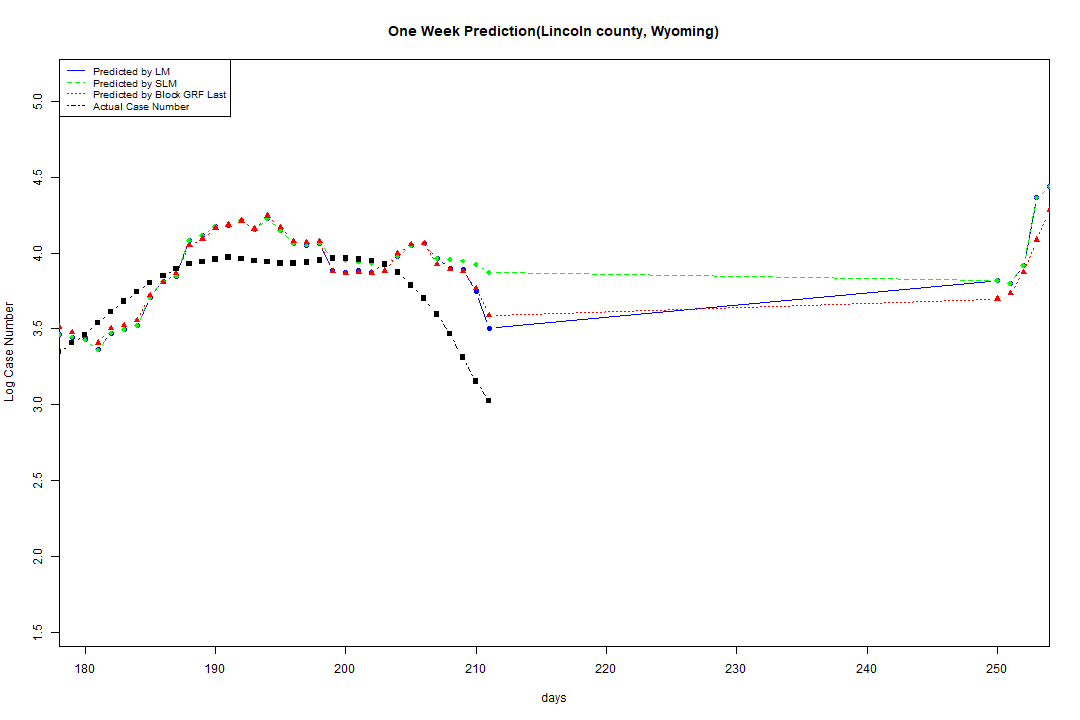 One Week Prediction(Lincoln county, Wyoming)
Predicted by LM
Predicted by SLM
Predicted by Block GRF Last
Actual Case Number
5.0
4.5
4.0
3.5
3.0
2.5
2.0
1.5
Log Case Number
180 190 200 210 220 230 240 250
days